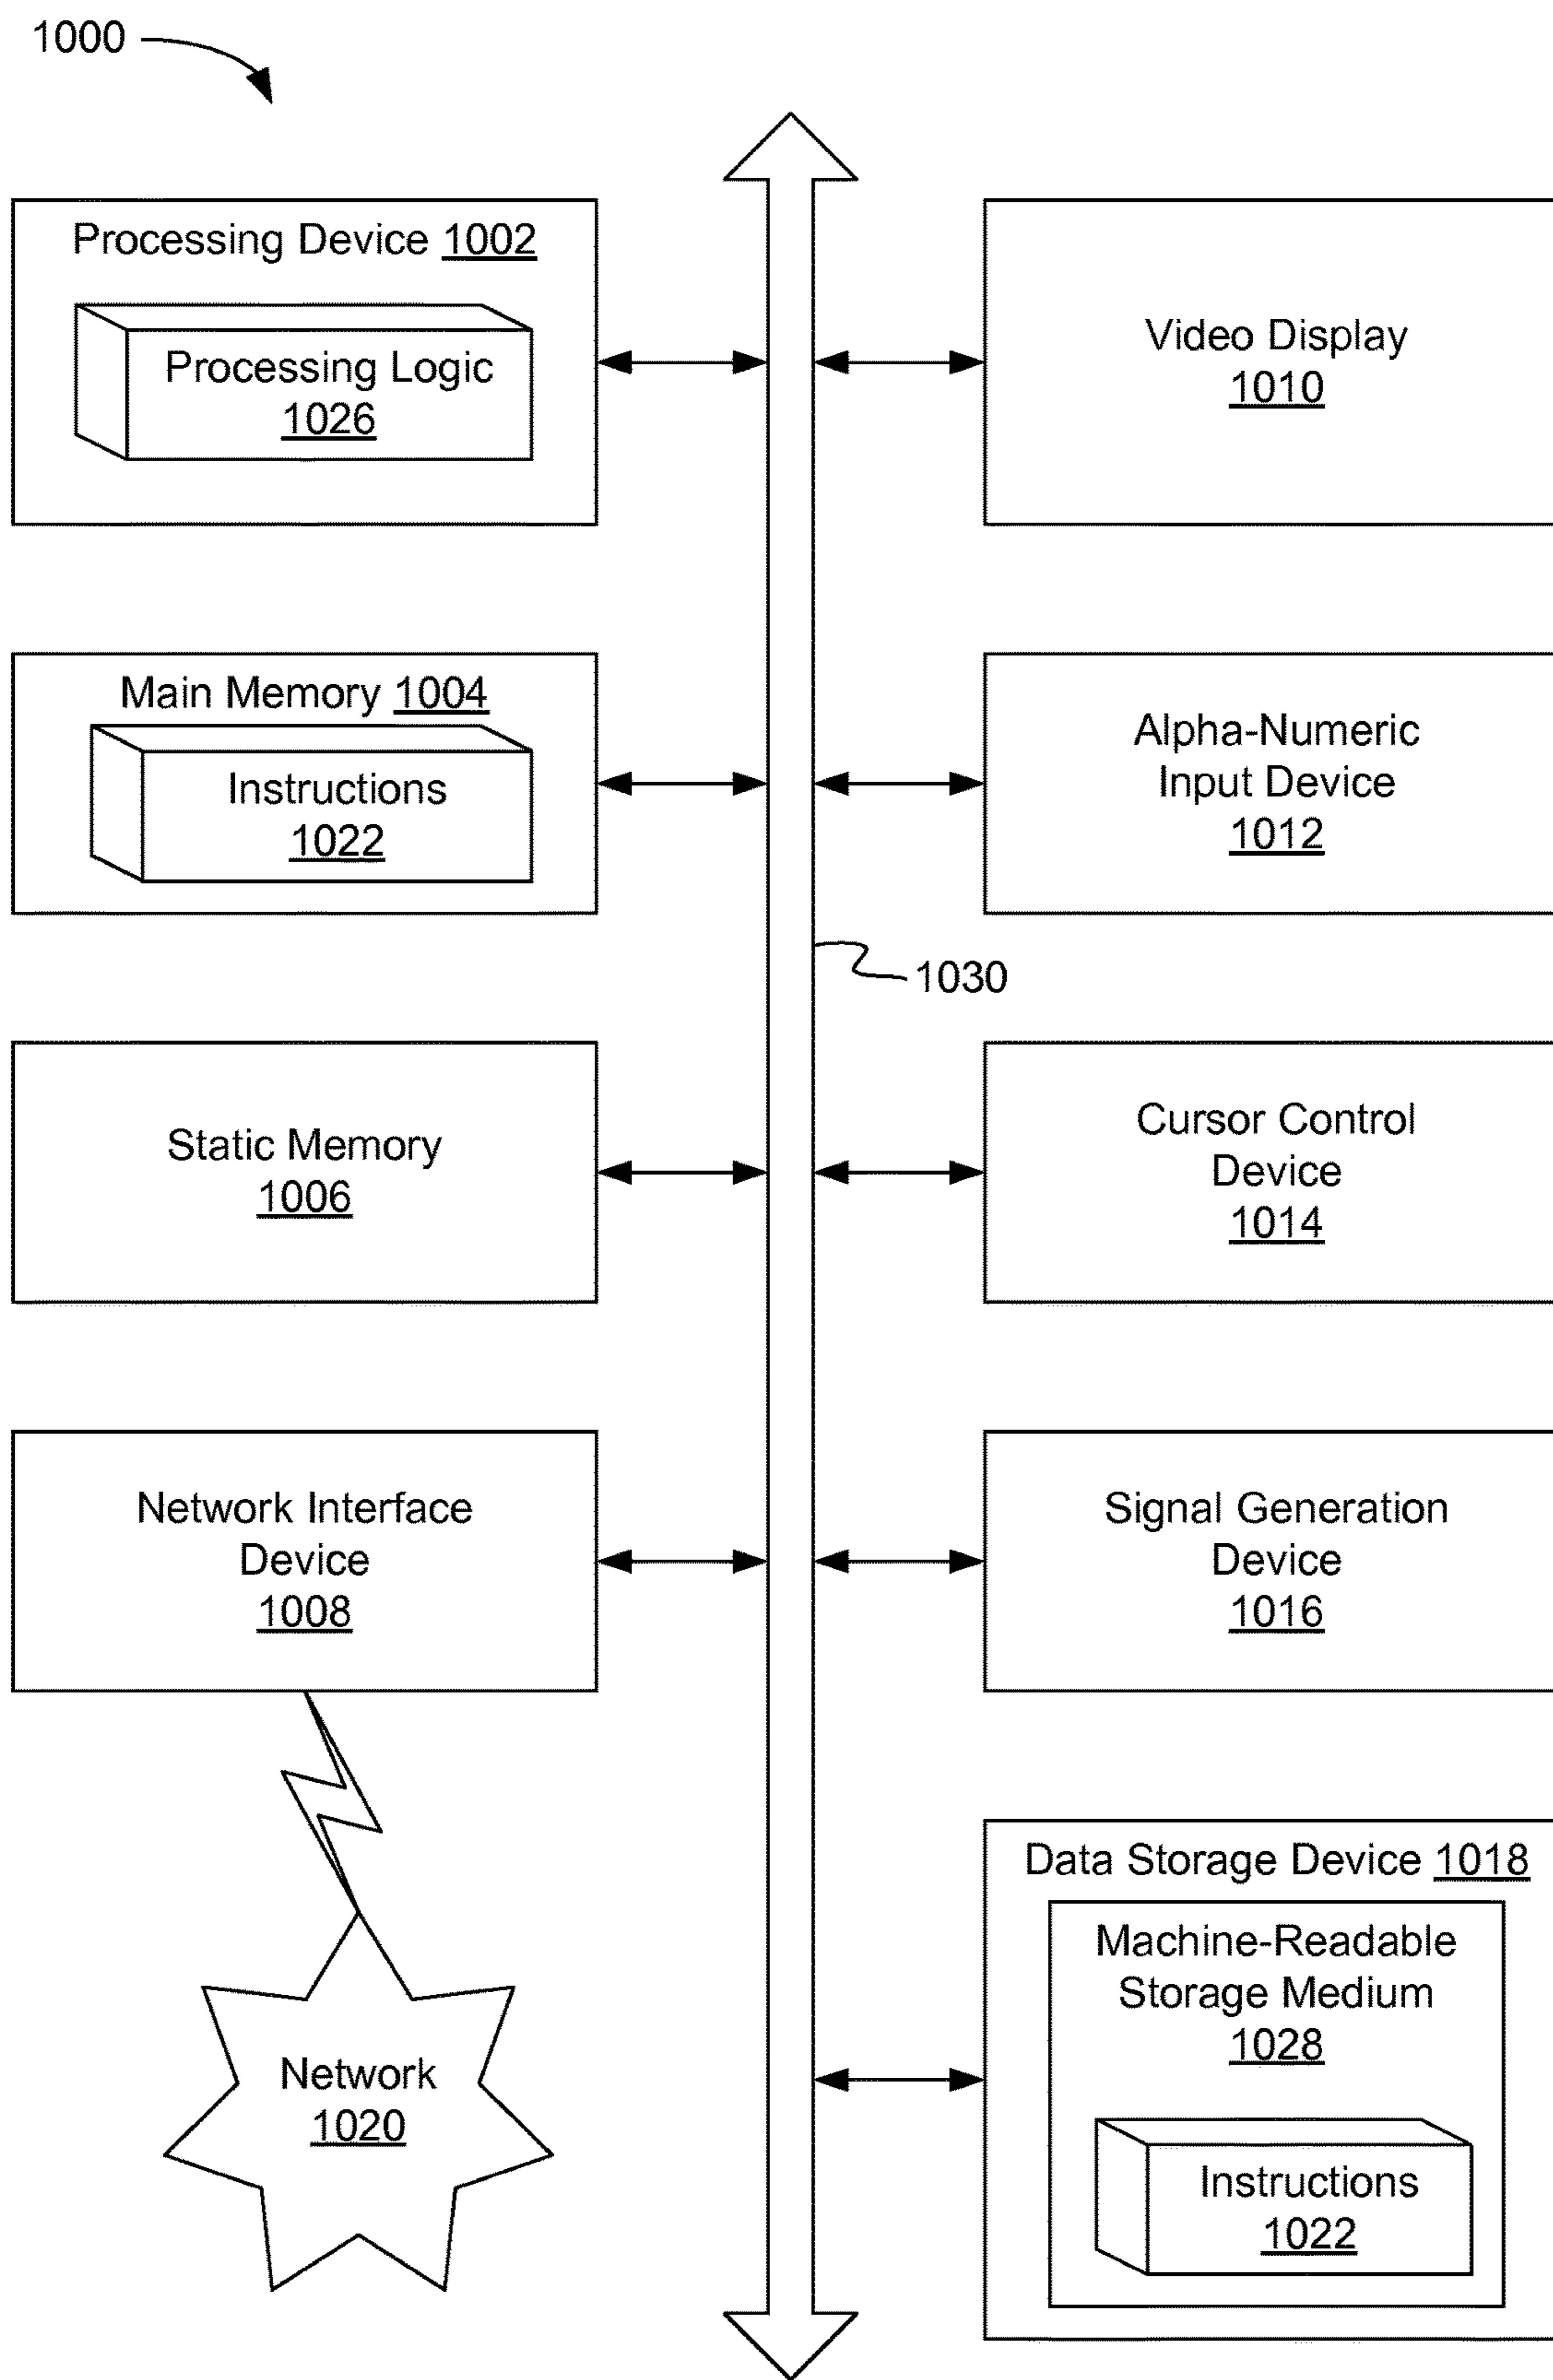 1000
Processing Device 1002
Processing Logic
1026
Video Display
1010
Main Memory 1004
Instructions
1022
Alpha-Numeric
Input Device
1012
1030
Static Memory
1006
Cursor Control
Device
1014
Network Interface
Device
1008
Signal Generation
Device
1016
Data Storage Device 1018
Machine-Readable
Storage Medium
1028
Instructions
1022
Network
1020